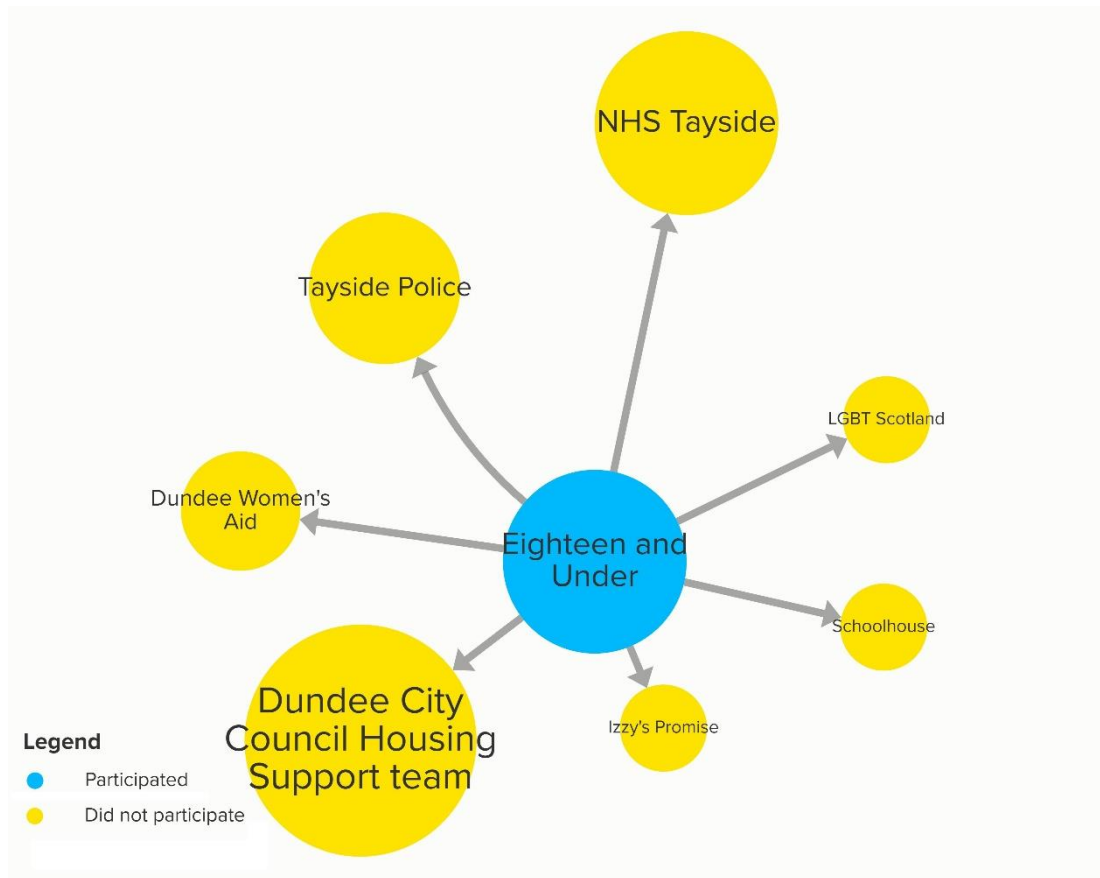 NHS Tayside
Tayside Police
LGBT Scotland
Dundee Women's
Aid
Eighteen and
Under
Schoolhouse
Izzy's Promise
Dundee City
Council Housing
Support team
Legend
Participated
Did not participate